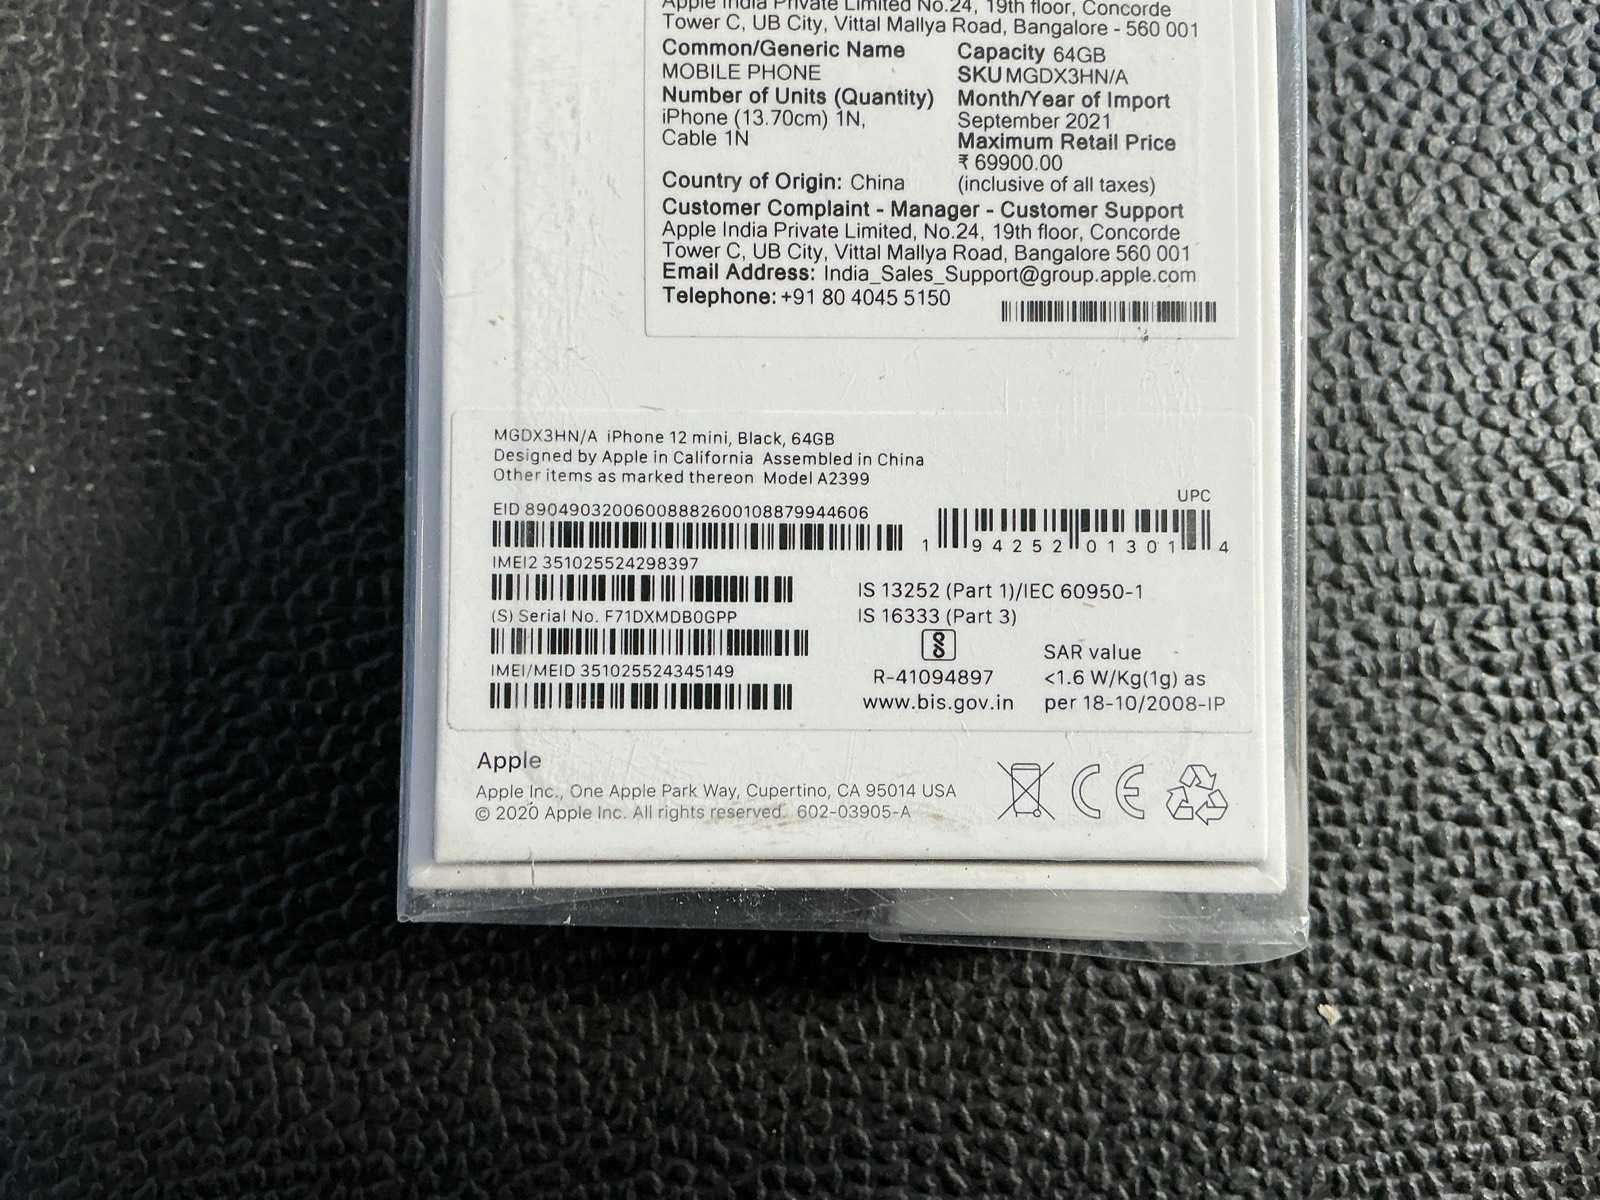 Apple India Private Limited No.24, 19th floor, Concorde
Tower C, UB City, Vittal Mallya Road, Bangalore - 560 001
Common/Generic Name
MOBILE PHONE
Number of Units (Quantity)
iPhone (13.70cm) 1N,
Cable 1N
Country of Origin: China
Capacity 64GB
SKU MGDX3HN/A
Month/Year of Import
September 2021
Maximum Retail Price
₹ 69900.00
(inclusive of all taxes)
Customer Complaint - Manager - Customer Support
Apple India Private Limited, No.24, 19th floor, Concorde
Tower C, UB City, Vittal Mallya Road, Bangalore 560 001
Email Address: India_Sales_Support@group.apple.com
Telephone: +91 80 4045 5150
MGDX3HN/A iPhone 12 mini, Black, 64GB
Designed by Apple in California Assembled in China
Other items as marked thereon Model A2399
EID 89049032006008882600108879944606
IMEI2 351025524298397
(S) Serial No. F71DXMDB0GPP
IMEI/MEID 351025524345149
UPC
1 94252 01301 4
IS 13252 (Part 1)/IEC 60950-1
IS 16333 (Part 3)
R-41094897
www.bis.gov.in
SAR value
<1.6 W/Kg(1g) as
per 18-10/2008-IP
Apple
Apple Inc., One Apple Park Way, Cupertino, CA 95014 USA
© 2020 Apple Inc. All rights reserved. 602-03905-A
CE